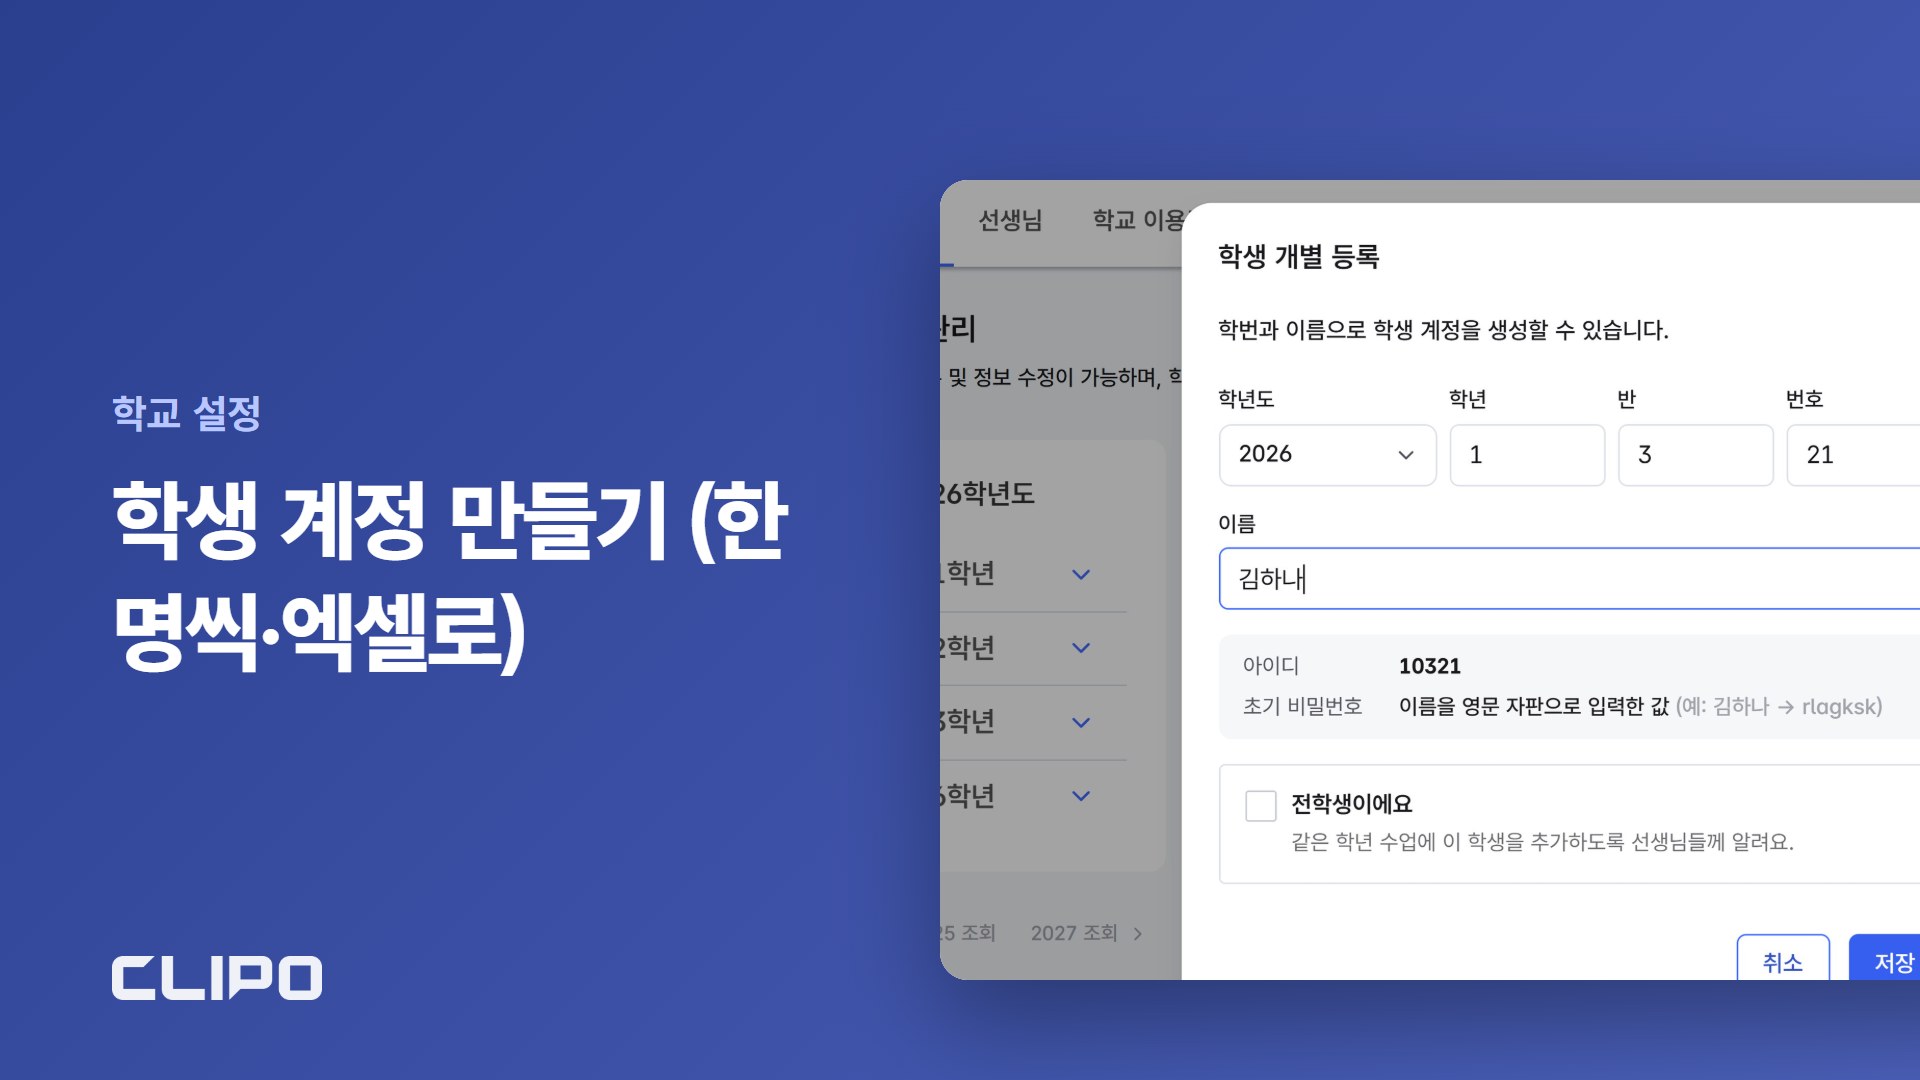 학교 설정
학생 계정 만들기 (한
명씩·엑셀로)
CLIPO
선생님 학교 이용
관리
및 정보 수정이 가능하며, 학
26학년도
1학년
2학년
3학년
6학년
25 조회 2027 조회
학생 개별 등록
학번과 이름으로 학생 계정을 생성할 수 있습니다.
학년도 학년 반 번호
2026 1 3 21
이름
김하나
아이디 10321
초기 비밀번호 이름을 영문 자판으로 입력한 값 (예: 김하나 → rlagksk)
전학생이에요
같은 학년 수업에 이 학생을 추가하도록 선생님들께 알려요.
취소 저장